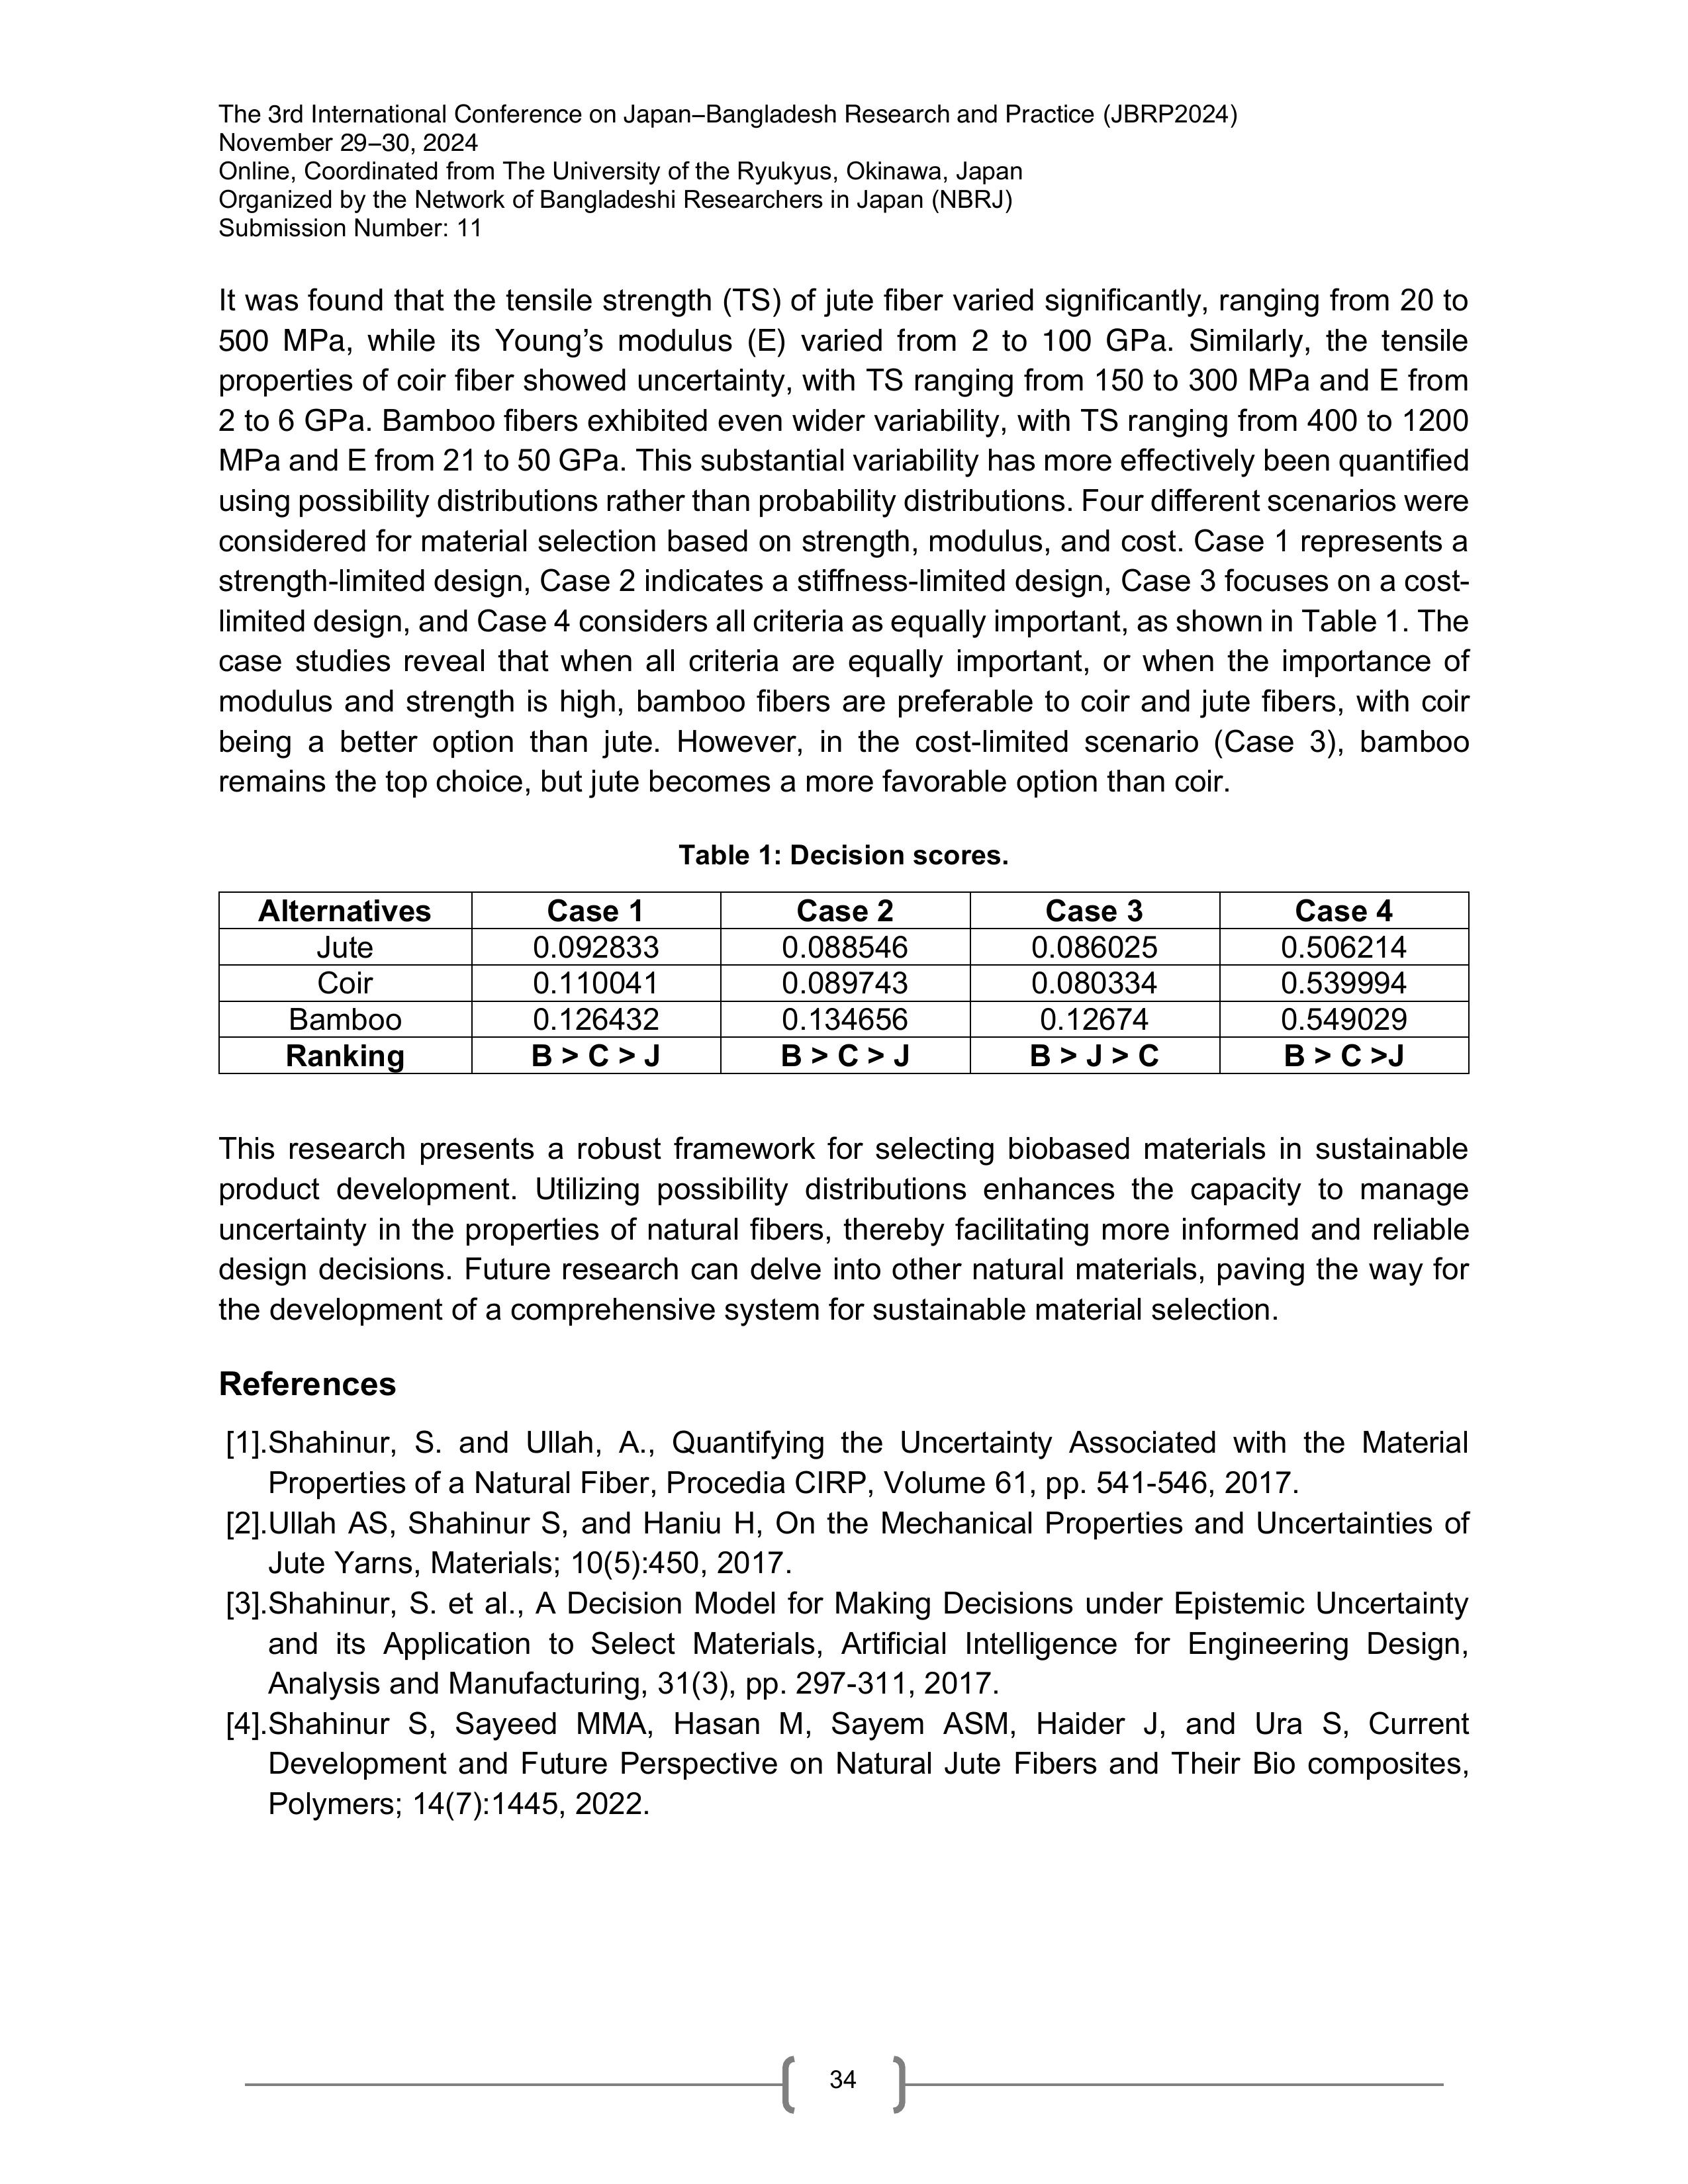 The 3rd International Conference on Japan–Bangladesh Research and Practice (JBRP2024)
November 29–30, 2024
Online, Coordinated from The University of the Ryukyus, Okinawa, Japan
Organized by the Network of Bangladeshi Researchers in Japan (NBRJ)
Submission Number: 11
It was found that the tensile strength (TS) of jute fiber varied significantly, ranging from 20 to
500 MPa, while its Young’s modulus (E) varied from 2 to 100 GPa. Similarly, the tensile
properties of coir fiber showed uncertainty, with TS ranging from 150 to 300 MPa and E from
2 to 6 GPa. Bamboo fibers exhibited even wider variability, with TS ranging from 400 to 1200
MPa and E from 21 to 50 GPa. This substantial variability has more effectively been quantified
using possibility distributions rather than probability distributions. Four different scenarios were
considered for material selection based on strength, modulus, and cost. Case 1 represents a
strength-limited design, Case 2 indicates a stiffness-limited design, Case 3 focuses on a cost-
limited design, and Case 4 considers all criteria as equally important, as shown in Table 1. The
case studies reveal that when all criteria are equally important, or when the importance of
modulus and strength is high, bamboo fibers are preferable to coir and jute fibers, with coir
being a better option than jute. However, in the cost-limited scenario (Case 3), bamboo
remains the top choice, but jute becomes a more favorable option than coir.
Table 1: Decision scores.
Alternatives Case 1 Case 2 Case 3 Case 4
Jute 0.092833 0.088546 0.086025 0.506214
Coir 0.110041 0.089743 0.080334 0.539994
Bamboo 0.126432 0.134656 0.12674 0.549029
Ranking B > C > J B > C > J B > J > C B > C >J
This research presents a robust framework for selecting biobased materials in sustainable
product development. Utilizing possibility distributions enhances the capacity to manage
uncertainty in the properties of natural fibers, thereby facilitating more informed and reliable
design decisions. Future research can delve into other natural materials, paving the way for
the development of a comprehensive system for sustainable material selection.
References
[1].Shahinur, S. and Ullah, A., Quantifying the Uncertainty Associated with the Material
Properties of a Natural Fiber, Procedia CIRP, Volume 61, pp. 541-546, 2017.
[2].Ullah AS, Shahinur S, and Haniu H, On the Mechanical Properties and Uncertainties of
Jute Yarns, Materials; 10(5):450, 2017.
[3].Shahinur, S. et al., A Decision Model for Making Decisions under Epistemic Uncertainty
and its Application to Select Materials, Artificial Intelligence for Engineering Design,
Analysis and Manufacturing, 31(3), pp. 297-311, 2017.
[4].Shahinur S, Sayeed MMA, Hasan M, Sayem ASM, Haider J, and Ura S, Current
Development and Future Perspective on Natural Jute Fibers and Their Bio composites,
Polymers; 14(7):1445, 2022.
34